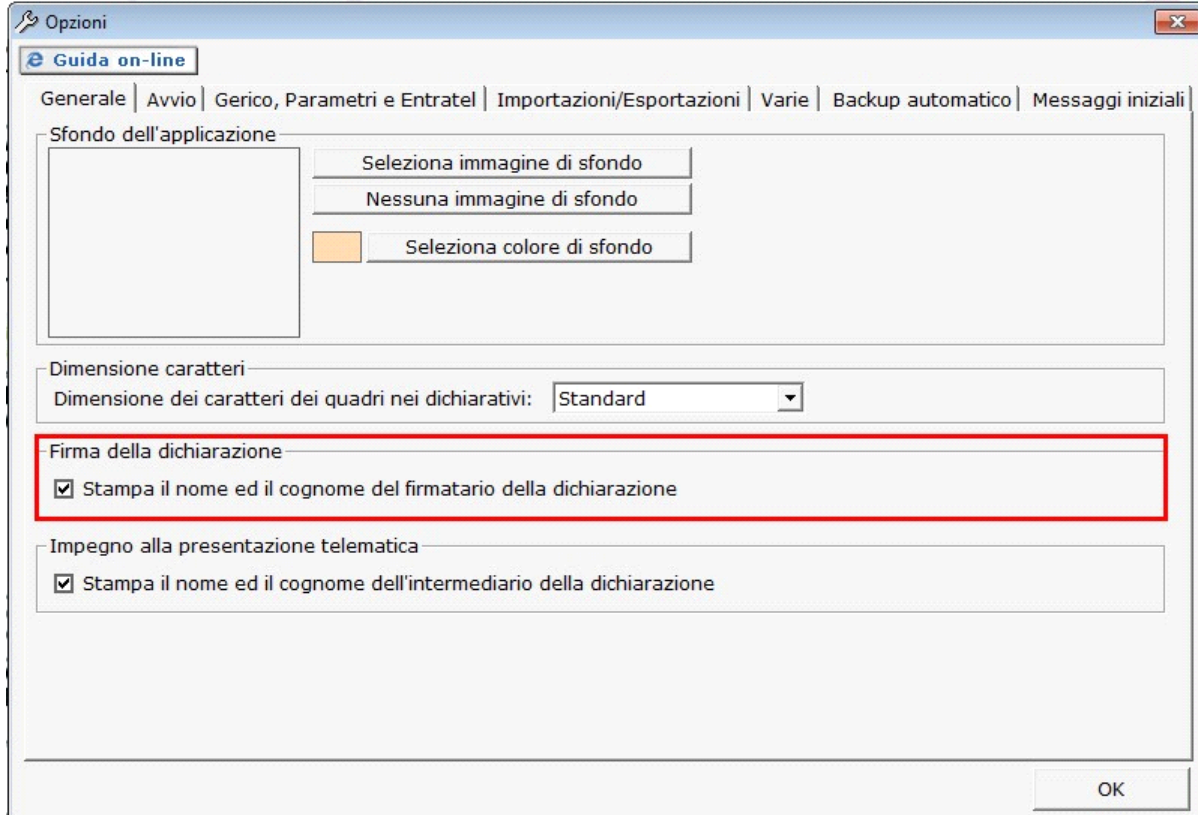 Opzioni
Guida on-line
Generale Avvio Gerico, Parametri e Entratel Importazioni/Esportazioni Varie Backup automatico Messaggi iniziali
Sfondo dell'applicazione
Seleziona immagine di sfondo
Nessuna immagine di sfondo
Seleziona colore di sfondo
Dimensione caratteri
Dimensione dei caratteri dei quadri nei dichiarativi: Standard
Firma della dichiarazione
Stampa il nome ed il cognome del firmatario della dichiarazione
Impegno alla presentazione telematica
Stampa il nome ed il cognome dell'intermediario della dichiarazione
OK